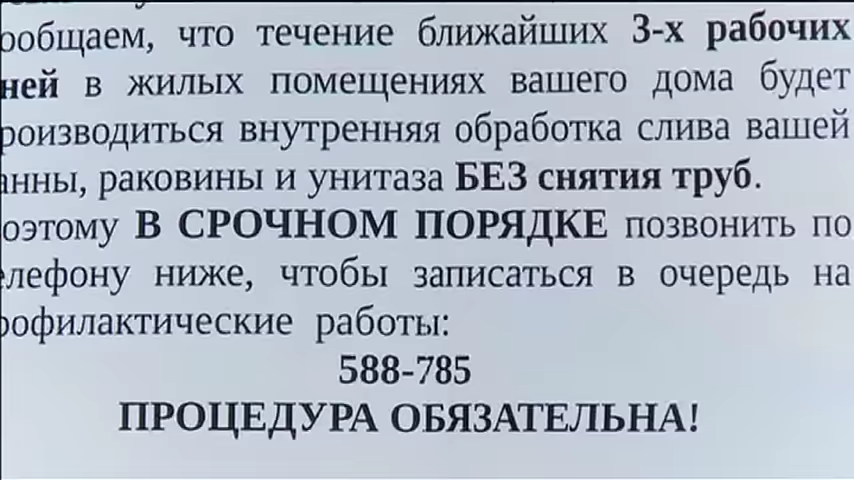 ообщаем, что течение ближайших 3-х рабочих
ней в жилых помещениях вашего дома будет
роизводиться внутренняя обработка слива вашей
анны, раковины и унитаза БЕЗ снятия труб.
оэтому В СРОЧНОМ ПОРЯДКЕ позвонить по
елефону ниже, чтобы записаться в очередь на
рофилактические работы:
588-785
ПРОЦЕДУРА ОБЯЗАТЕЛЬНА!